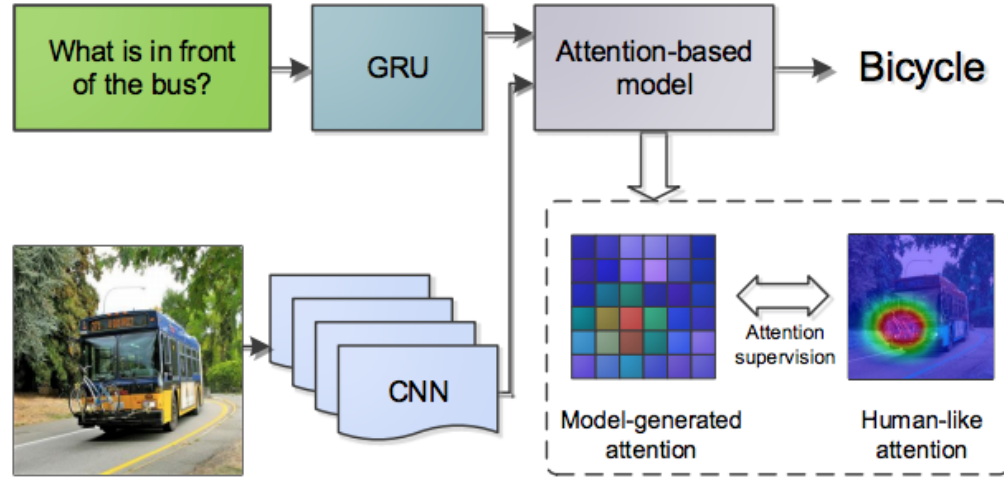 What is in front
of the bus?
GRU
Attention-based
model
Bicycle
CNN
Attention
supervision
Model-generated
attention
Human-like
attention